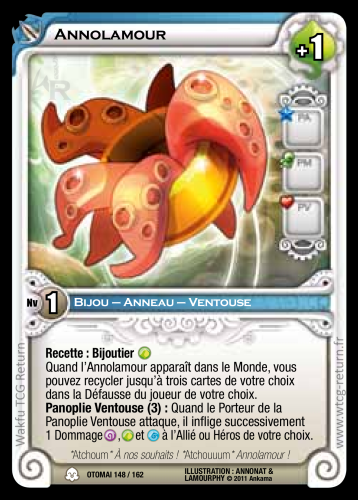 ANNOLAMOUR
+1
PA
PM
PV
Nv 1
BIJOU – ANNEAU – VENTOUSE
Recette : Bijoutier
Quand l'Annolamour apparaît dans le Monde, vous
pouvez recycler jusqu'à trois cartes de votre choix
dans la Défausse du joueur de votre choix.
Panoplie Ventouse (3) : Quand le Porteur de la
Panoplie Ventouse attaque, il inflige successivement
1 Dommage , et à l'Allié ou Héros de votre choix.
*Atchoum* À nos souhaits ! *Atchouuum* Annolamour !
OTOMAI 148 / 162
ILLUSTRATION : ANNONAT &
LAMOURPHY © 2011 Ankama
Wakfu TCG Return
www.wtcg-return.fr